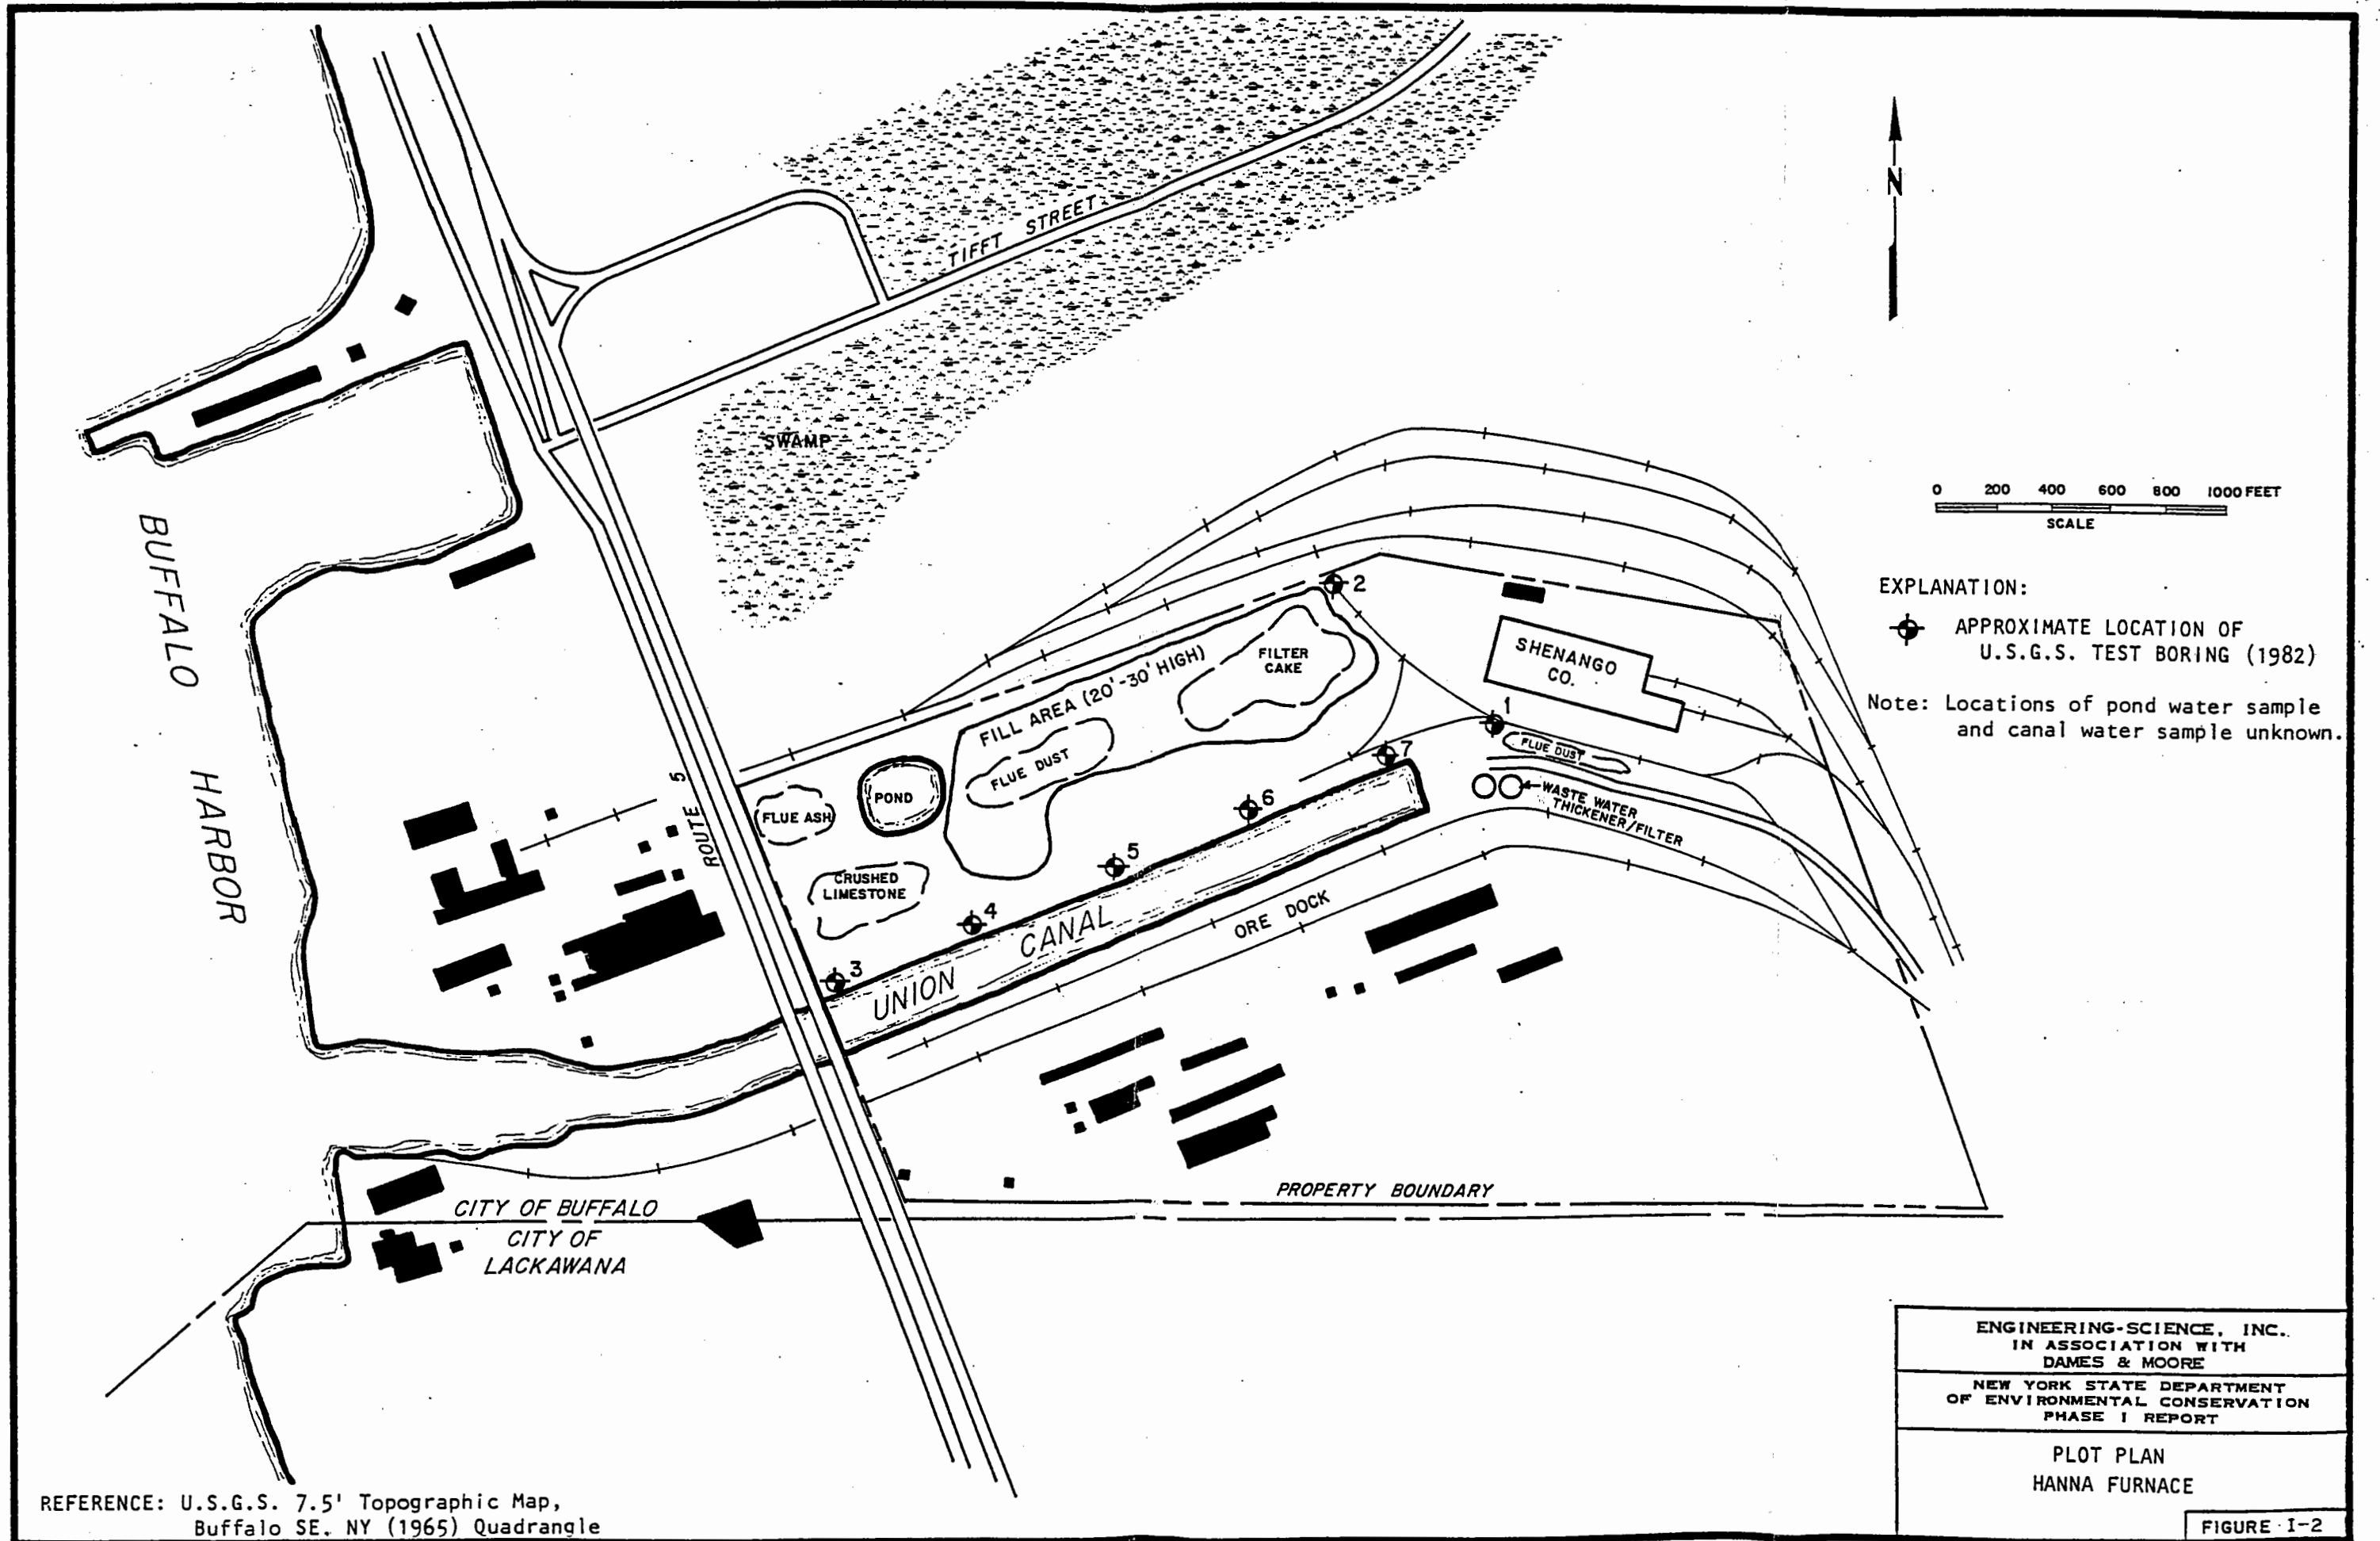 TIFFT STREET
N
SWAMP
0 200 400 600 800 1000 FEET
SCALE
EXPLANATION:
APPROXIMATE LOCATION OF
U.S.G.S. TEST BORING (1982)
Note: Locations of pond water sample
and canal water sample unknown.
BUFFALO
HARBOR
ROUTE 5
2
FILTER
CAKE
FILL AREA (20'-30' HIGH)
FLUE DUST
SHENANGO
CO.
1
FLUE DUST
7
WASTE WATER
THICKENER/FILTER
POND
FLUE ASH
6
5
CRUSHED
LIMESTONE
4
3
UNION CANAL
ORE DOCK
PROPERTY BOUNDARY
CITY OF BUFFALO
CITY OF
LACKAWANA
ENGINEERING-SCIENCE, INC.
IN ASSOCIATION WITH
DAMES & MOORE
NEW YORK STATE DEPARTMENT
OF ENVIRONMENTAL CONSERVATION
PHASE I REPORT
PLOT PLAN
HANNA FURNACE
FIGURE I-2
REFERENCE: U.S.G.S. 7.5' Topographic Map,
Buffalo SE. NY (1965) Quadrangle